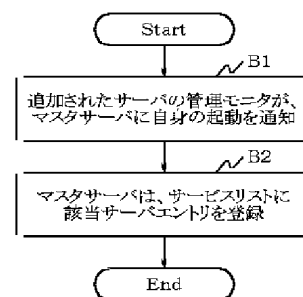 Start
B1
追加されたサーバの管理モニタが、
マスタサーバに自身の起動を通知
B2
マスタサーバは、サービスリストに
該当サーバエントリを登録
End